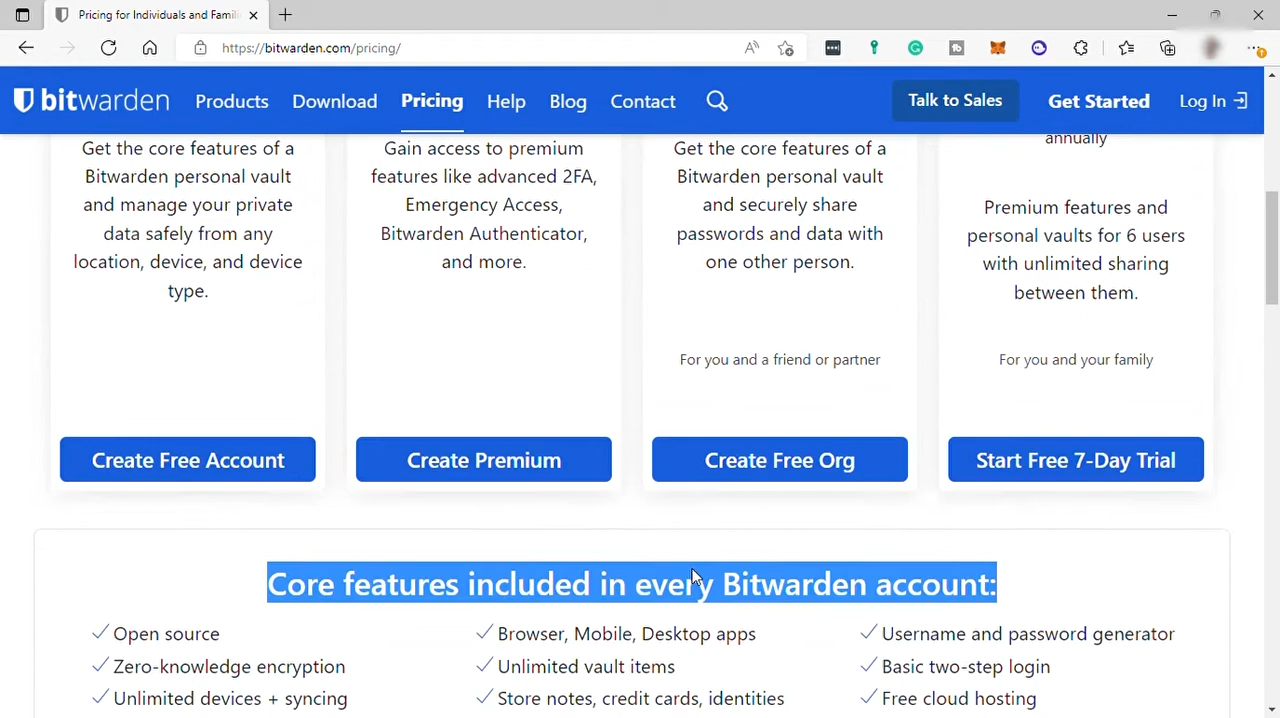 Pricing for Individuals and Famili
https://bitwarden.com/pricing/
bitwarden
Products
Download
Pricing
Help
Blog
Contact
Talk to Sales
Get Started
Log In
Get the core features of a
Bitwarden personal vault
and manage your private
data safely from any
location, device, and device
type.
Create Free Account
Gain access to premium
features like advanced 2FA,
Emergency Access,
Bitwarden Authenticator,
and more.
Create Premium
Get the core features of a
Bitwarden personal vault
and securely share
passwords and data with
one other person.
For you and a friend or partner
Create Free Org
annually
Premium features and
personal vaults for 6 users
with unlimited sharing
between them.
For you and your family
Start Free 7-Day Trial
Core features included in every Bitwarden account:
Open source
Zero-knowledge encryption
Unlimited devices + syncing
Browser, Mobile, Desktop apps
Unlimited vault items
Store notes, credit cards, identities
Username and password generator
Basic two-step login
Free cloud hosting